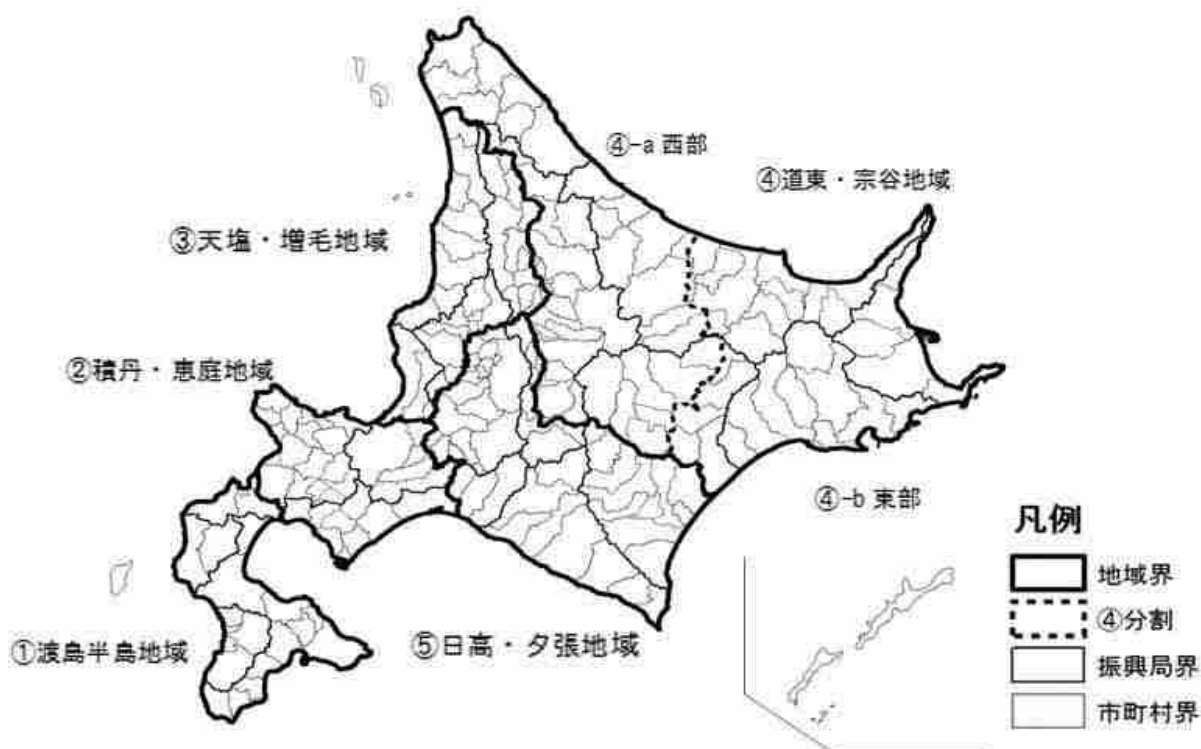 ④-a 西部
④道東・宗谷地域
③天塩・増毛地域
②積丹・恵庭地域
④-b 東部
①渡島半島地域
⑤日高・夕張地域
凡例
地域界
④分割
振興局界
市町村界